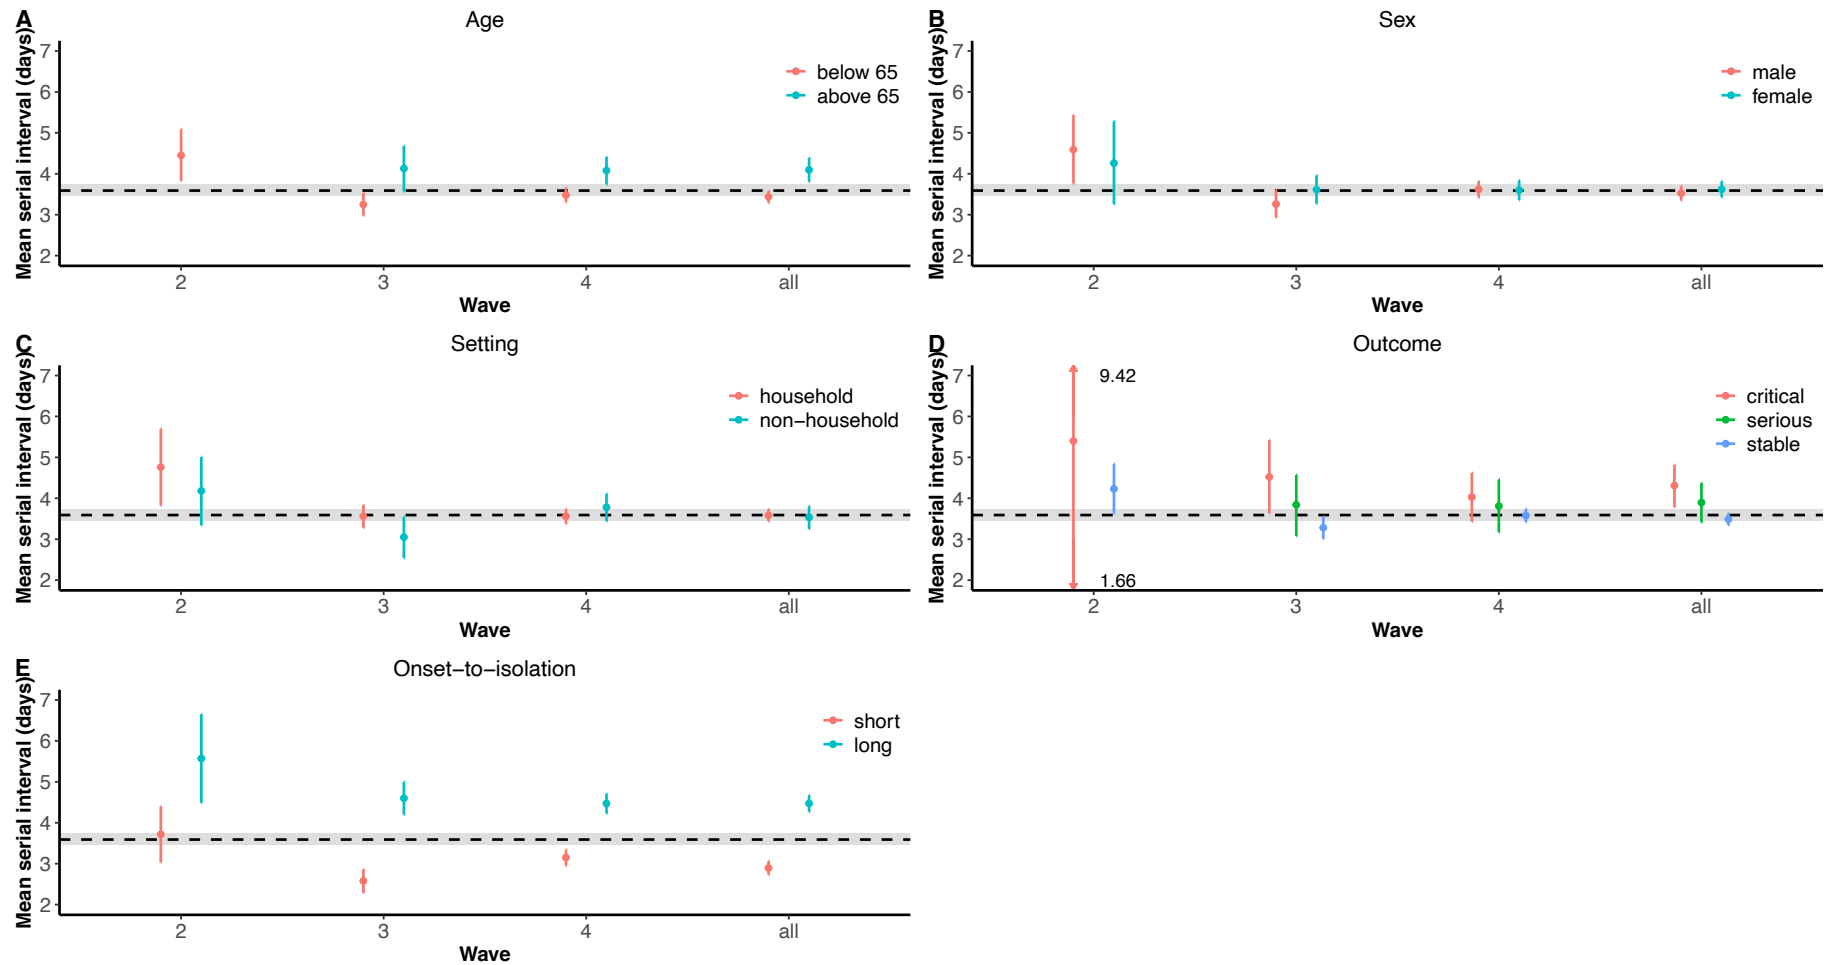 A
Age
Mean serial interval (days)
7
6
5
4
3
2
below 65
above 65
2
3
4
all
Wave
B
Sex
Mean serial interval (days)
7
6
5
4
3
2
male
female
2
3
4
all
Wave
C
Setting
Mean serial interval (days)
7
6
5
4
3
2
household
non−household
2
3
4
all
Wave
D
Outcome
Mean serial interval (days)
7
6
5
4
3
2
9.42
1.66
critical
serious
stable
2
3
4
all
Wave
E
Onset−to−isolation
Mean serial interval (days)
7
6
5
4
3
2
short
long
2
3
4
all
Wave